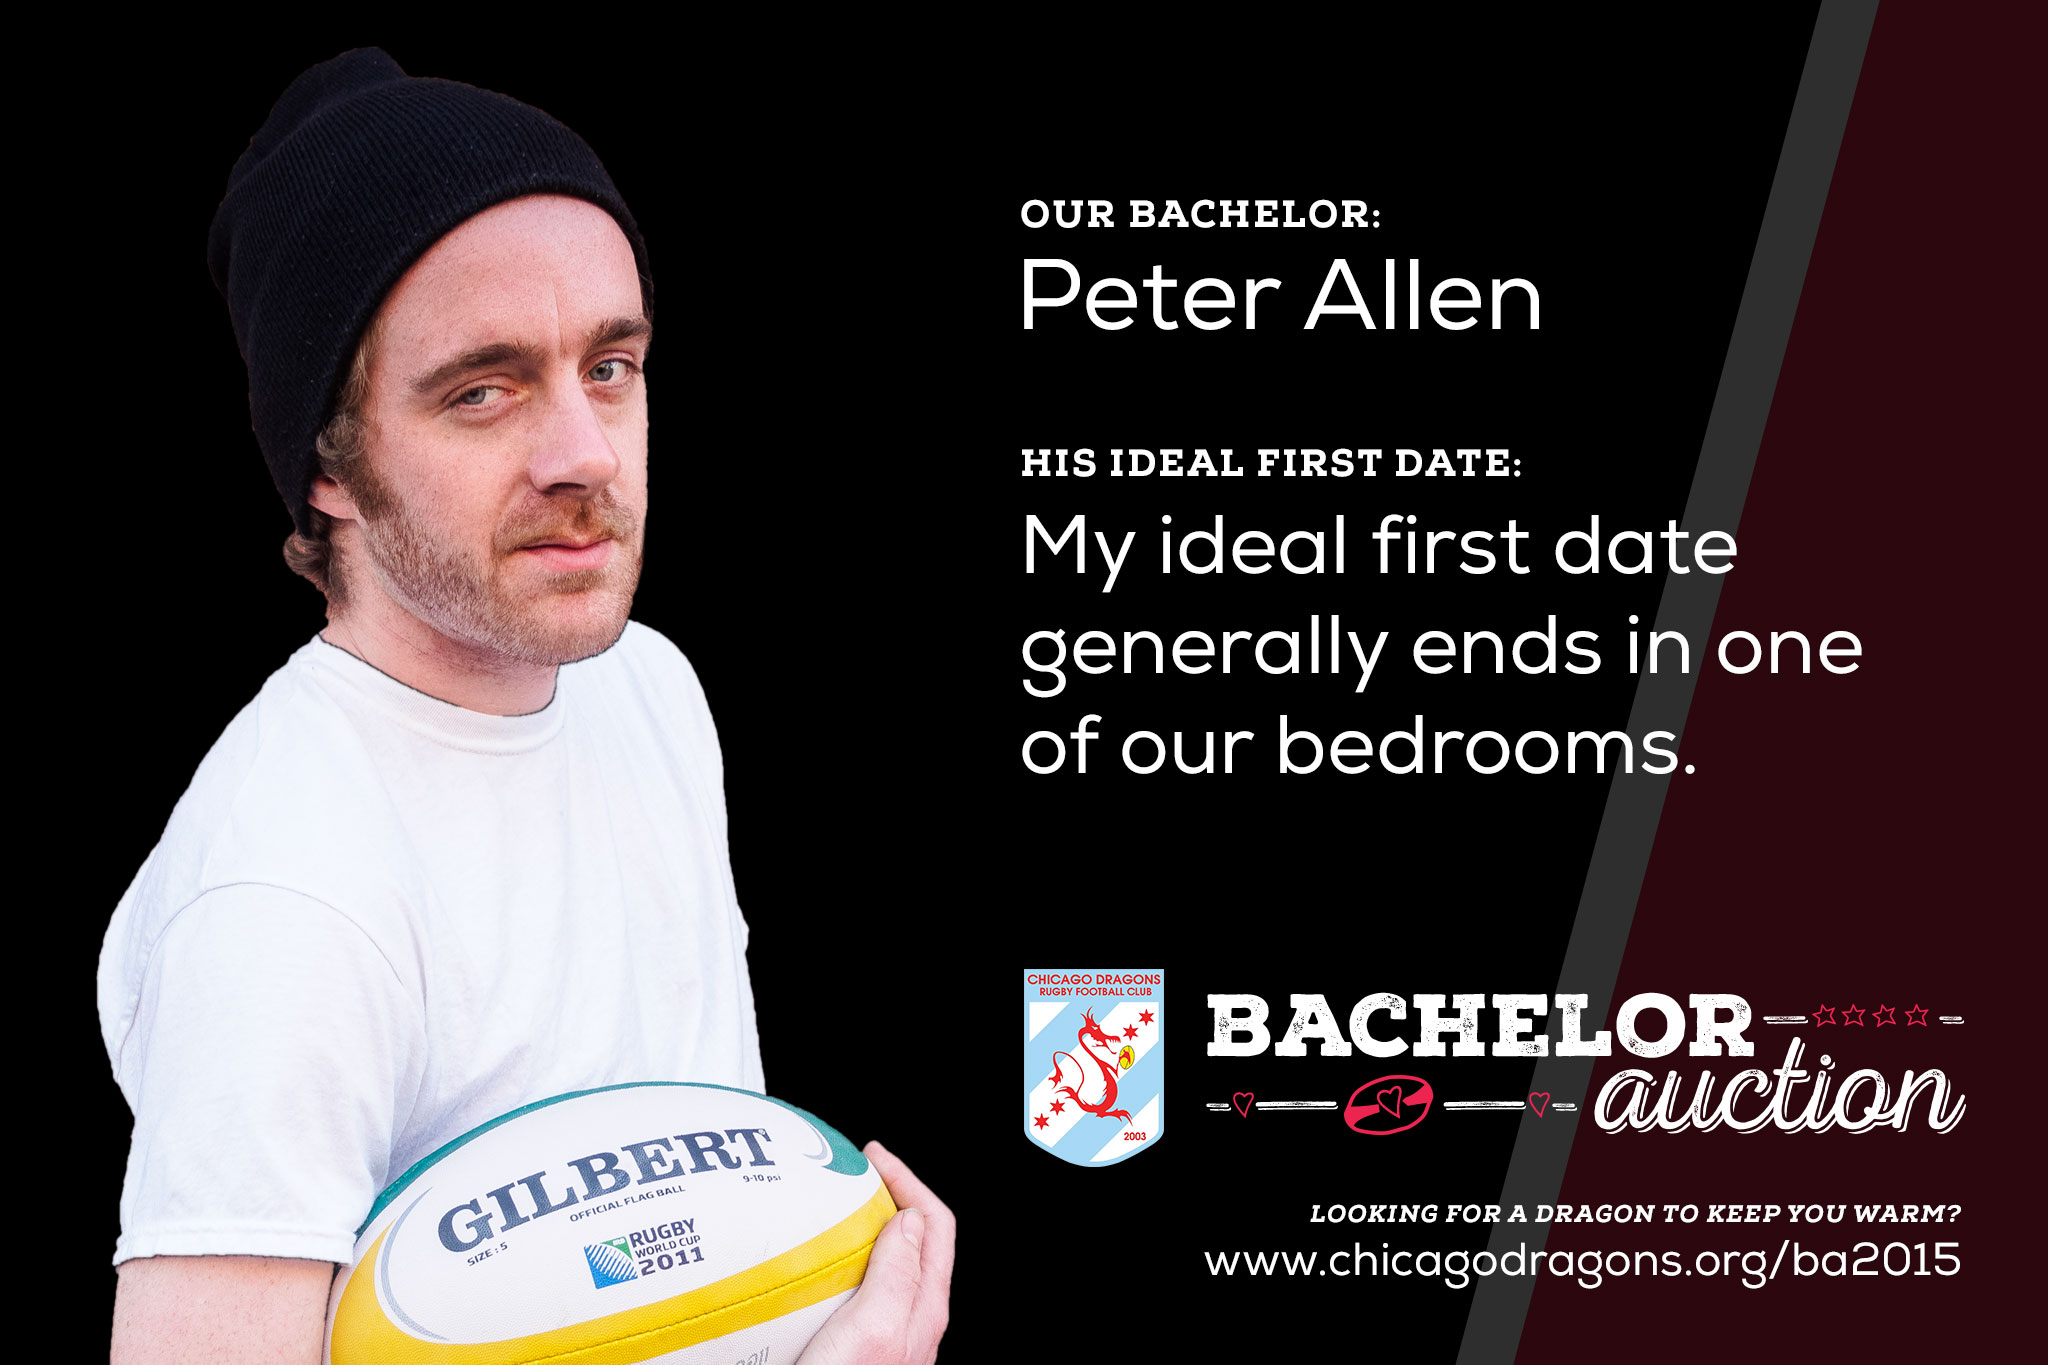 OUR BACHELOR:
Peter Allen
HIS IDEAL FIRST DATE:
My ideal first date
generally ends in one
of our bedrooms.
CHICAGO DRAGONS
RUGBY FOOTBALL CLUB
2003
BACHELOR
auction
LOOKING FOR A DRAGON TO KEEP YOU WARM?
www.chicagodragons.org/ba2015
GILBERT
OFFICIAL FLAG BALL
9-10 psi
SIZE : 5
RUGBY
WORLD CUP
2011